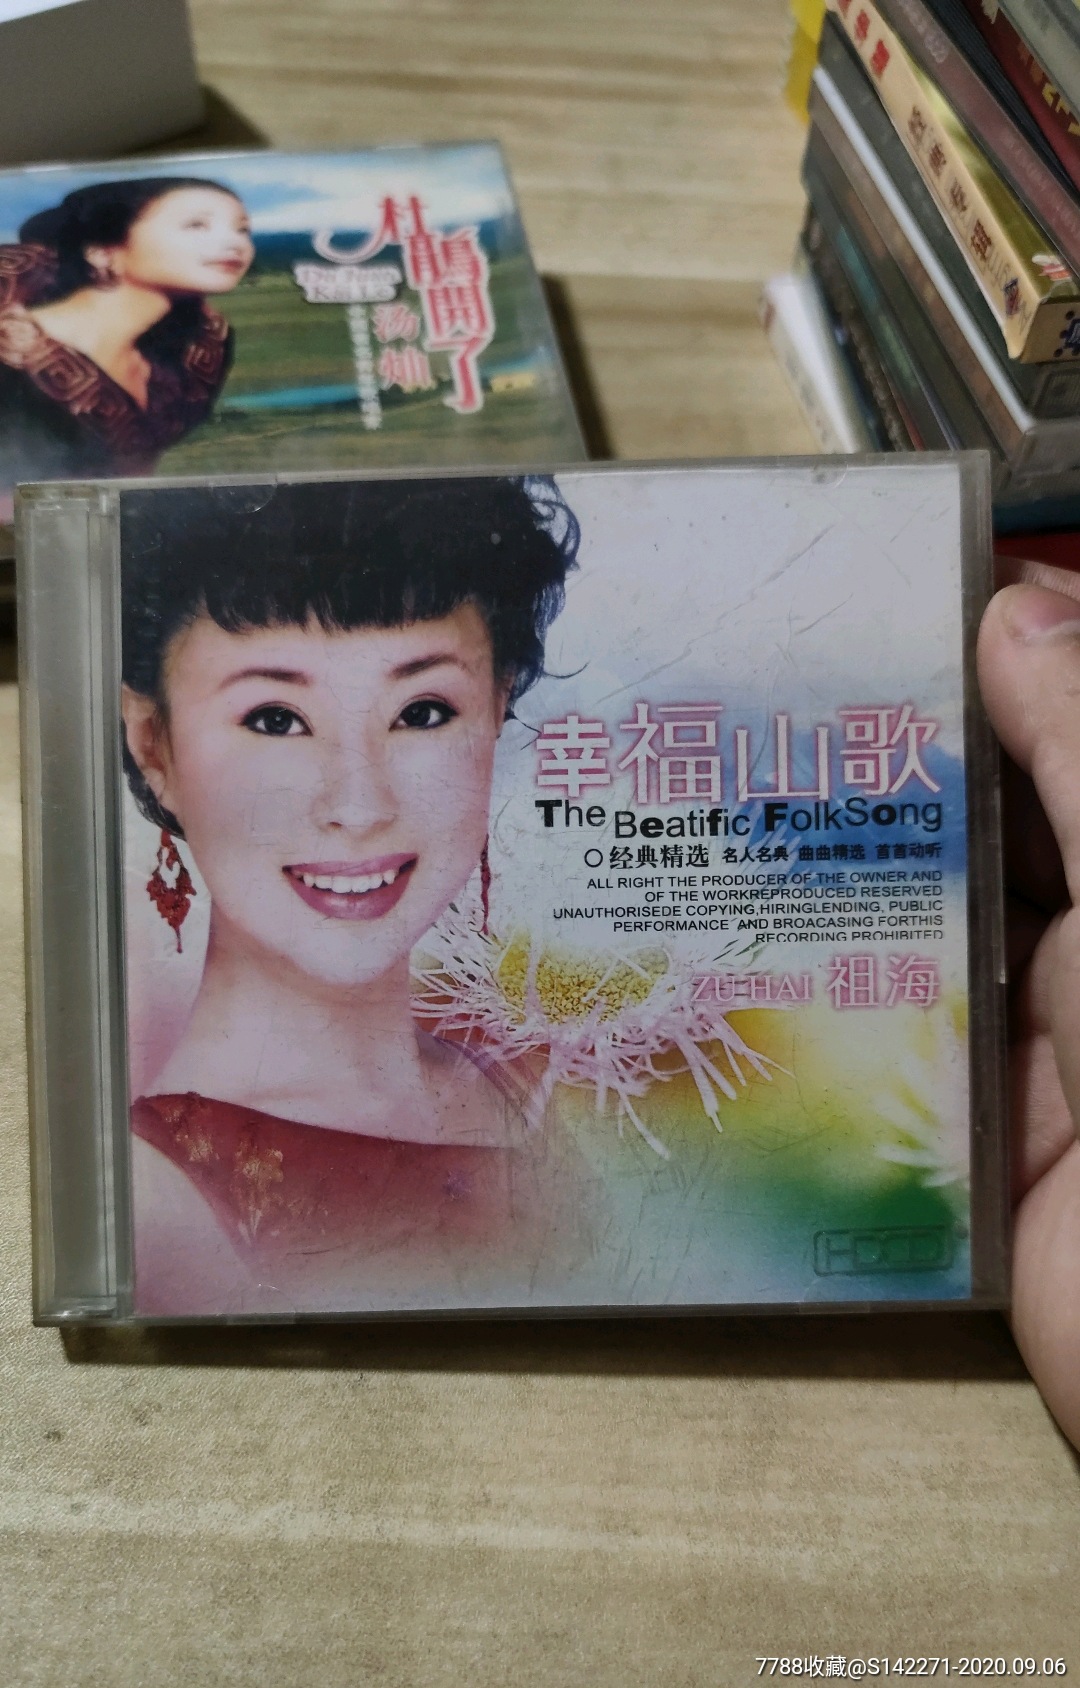 杜鵑開了
汤灿
幸福山歌
The Beatific FolkSong
经典精选 名人名典 曲曲精选 首首动听
ALL RIGHT THE PRODUCER OF THE OWNER AND
OF THE WORKREPRODUCED RESERVED
UNAUTHORISEDE COPYING,HIRINGLENDING, PUBLIC
PERFORMANCE AND BROACASING FORTHIS
RECORDING PROHIBITED
ZU HAI 祖海
HDCD
7788收藏@S142271-2020.09.06